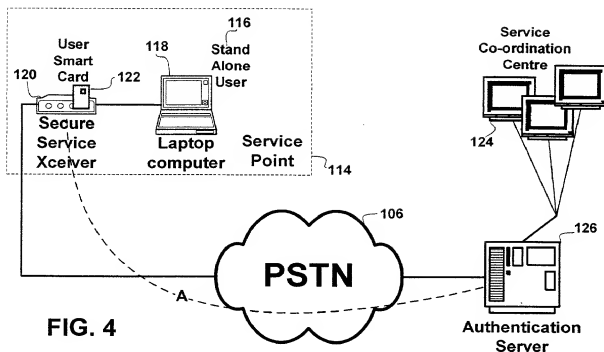 116
118
Stand
Alone
User
User
Smart
Card
120
122
Secure
Service
Xceiver
Laptop
computer
Service
Point
114
Service
Co-ordination
Centre
124
106
PSTN
126
A
FIG. 4
Authentication
Server